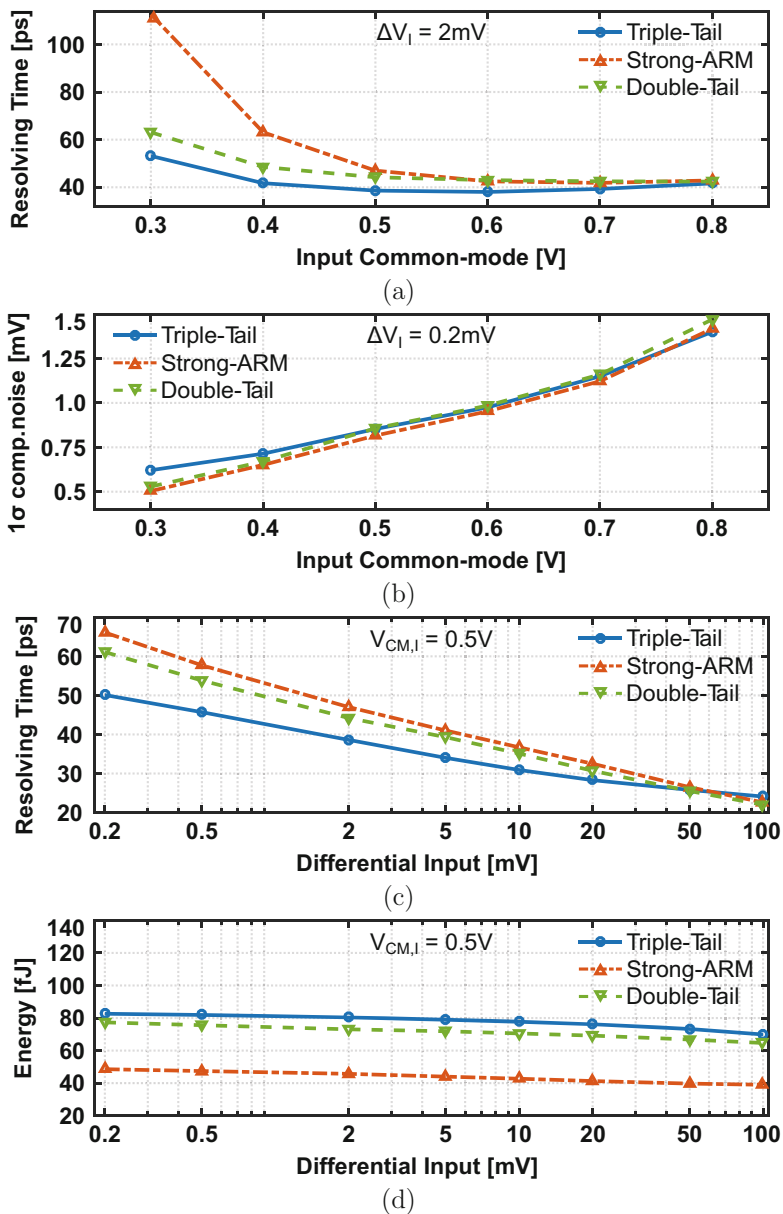 Resolving Time [ps]
100
80
60
40
ΔV_I = 2mV
Triple-Tail
Strong-ARM
Double-Tail
0.3 0.4 0.5 0.6 0.7 0.8
Input Common-mode [V]
(a)
1σ comp.noise [mV]
1.5
1.25
1.0
0.75
0.5
ΔV_I = 0.2mV
Triple-Tail
Strong-ARM
Double-Tail
0.3 0.4 0.5 0.6 0.7 0.8
Input Common-mode [V]
(b)
Resolving Time [ps]
70
60
50
40
30
20
V_CM,I = 0.5V
Triple-Tail
Strong-ARM
Double-Tail
0.2 0.5 2 5 10 20 50 100
Differential Input [mV]
(c)
Energy [fJ]
140
120
100
80
60
40
20
V_CM,I = 0.5V
Triple-Tail
Strong-ARM
Double-Tail
0.2 0.5 2 5 10 20 50 100
Differential Input [mV]
(d)